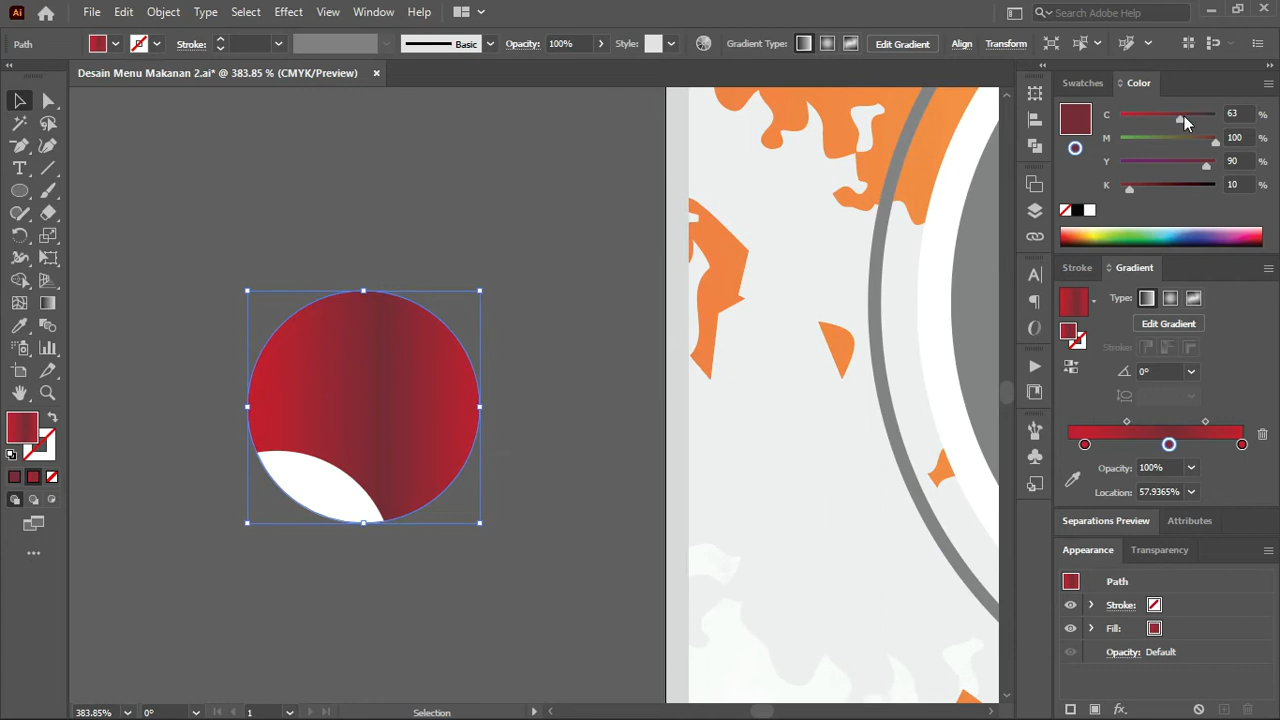 Ai File Edit Object Type Select Effect View Window Help Search Adobe Help
Path Stroke: Basic Opacity: 100% Style: Gradient Type: Edit Gradient Align Transform
Desain Menu Makanan 2.ai* @ 383.85 % (CMYK/Preview) ×
Swatches Color
C 63 %
M 100 %
Y 90 %
K 10 %
Stroke Gradient
Type:
Edit Gradient
Stroke:
0°
Opacity: 100%
Location: 57.9365%
Separations Preview Attributes
Appearance Transparency
Path
Stroke:
Fill:
Opacity: Default
fx.
383.85% 0° 1 Selection